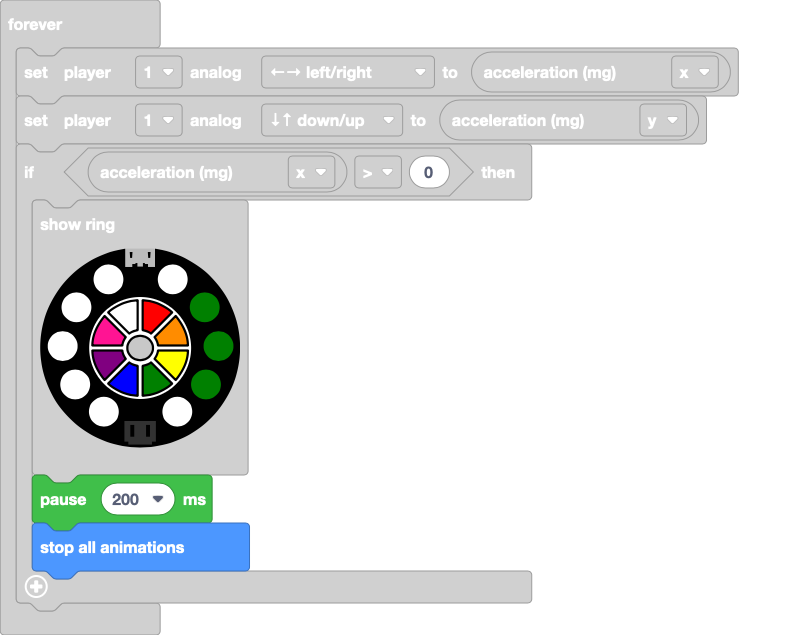 forever
set player 1 analog ←→ left/right to acceleration (mg) x
set player 1 analog ↓↑ down/up to acceleration (mg) y
if acceleration (mg) x > 0 then
show ring
pause 200 ms
stop all animations